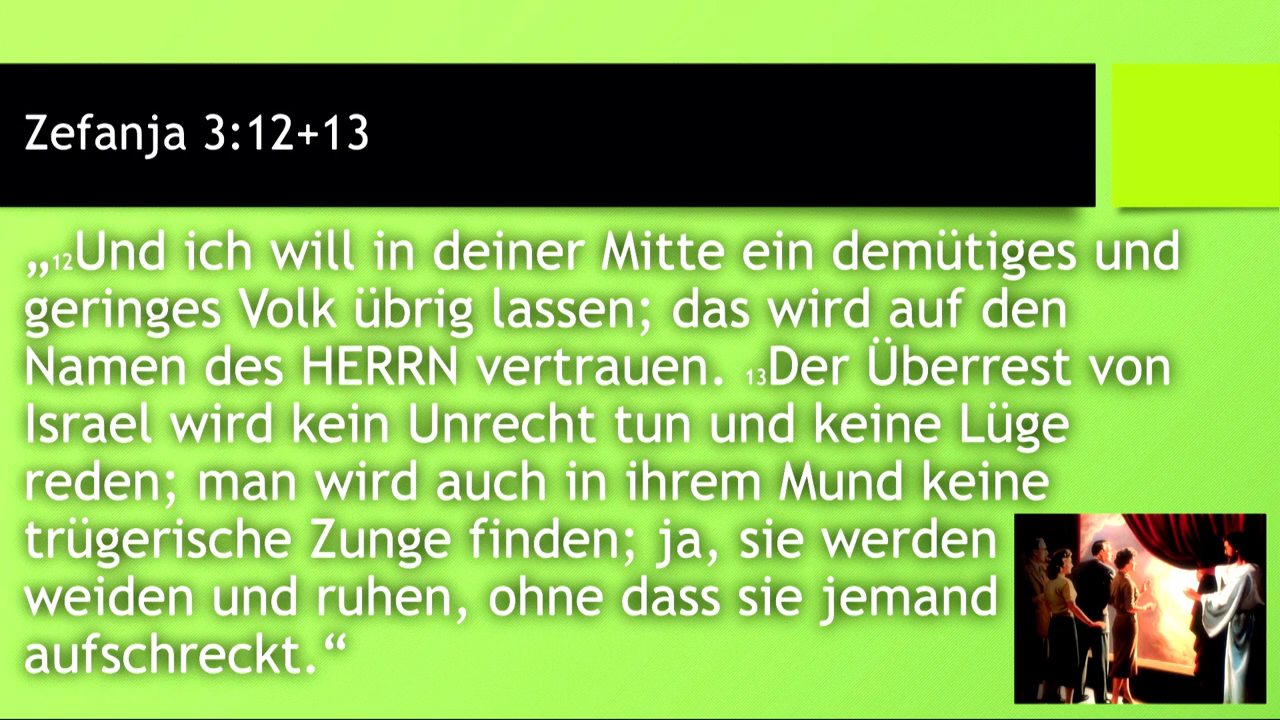 Zefanja 3:12+13
„12Und ich will in deiner Mitte ein demütiges und
geringes Volk übrig lassen; das wird auf den
Namen des HERRN vertrauen. 13Der Überrest von
Israel wird kein Unrecht tun und keine Lüge
reden; man wird auch in ihrem Mund keine
trügerische Zunge finden; ja, sie werden
weiden und ruhen, ohne dass sie jemand
aufschreckt.“